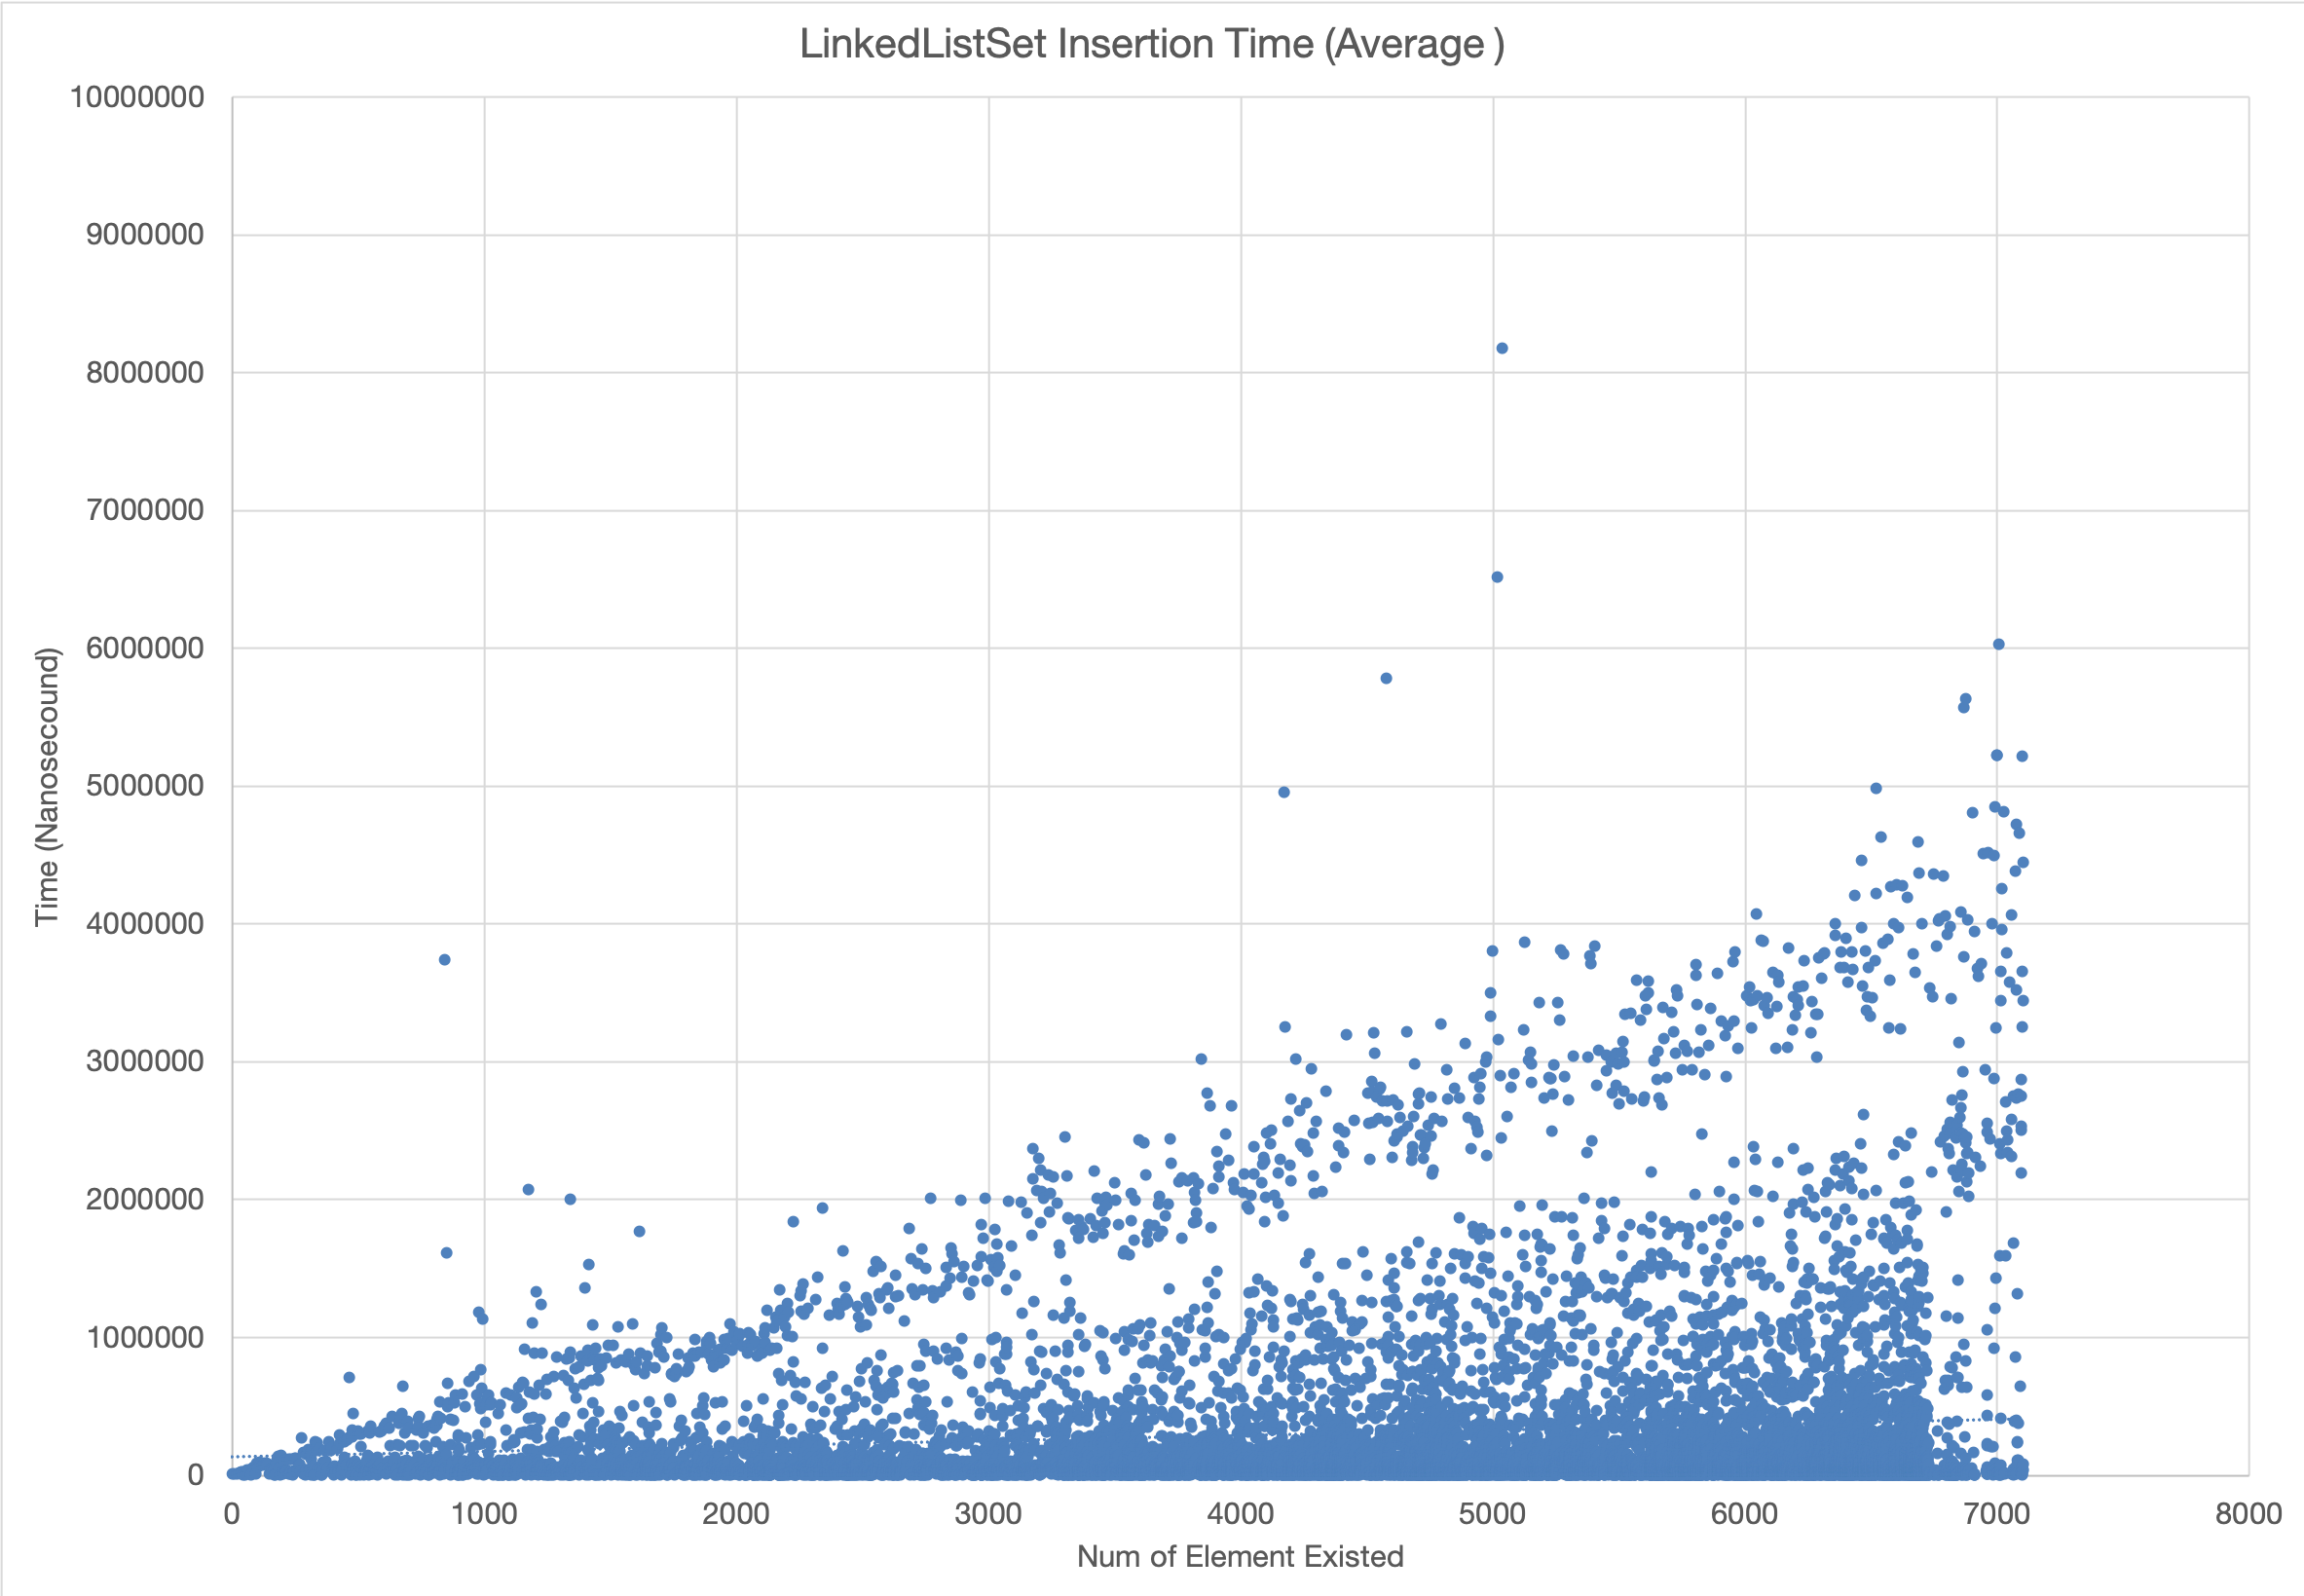 LinkedListSet Insertion Time (Average )
10000000
9000000
8000000
7000000
6000000
5000000
4000000
3000000
2000000
1000000
0
Time (Nanosecound)
0 1000 2000 3000 4000 5000 6000 7000 8000
Num of Element Existed